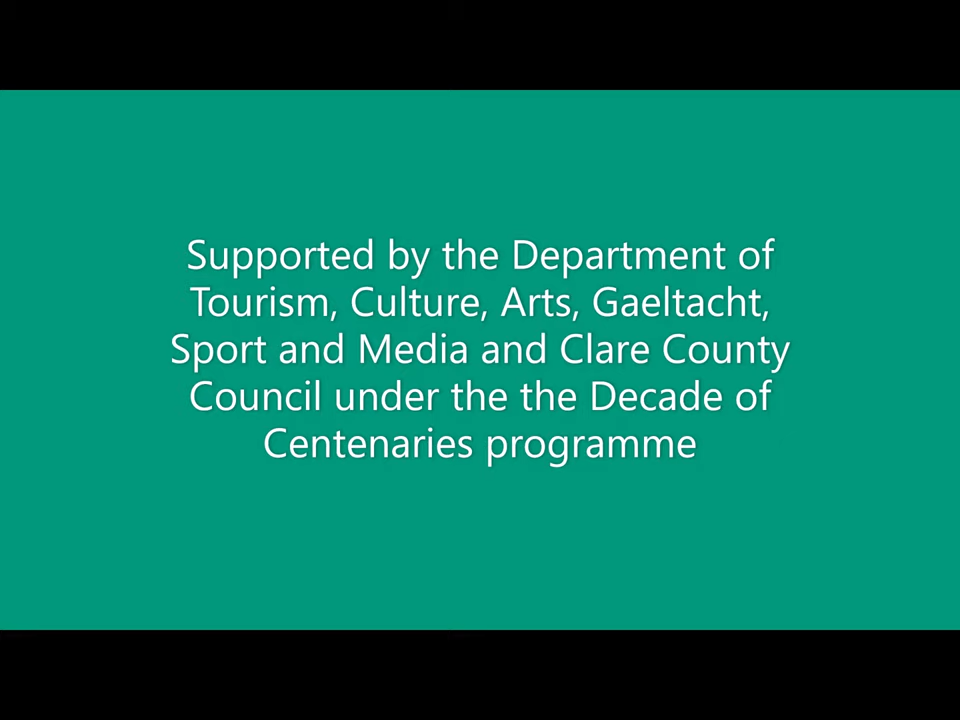 Supported by the Department of
Tourism, Culture, Arts, Gaeltacht,
Sport and Media and Clare County
Council under the the Decade of
Centenaries programme